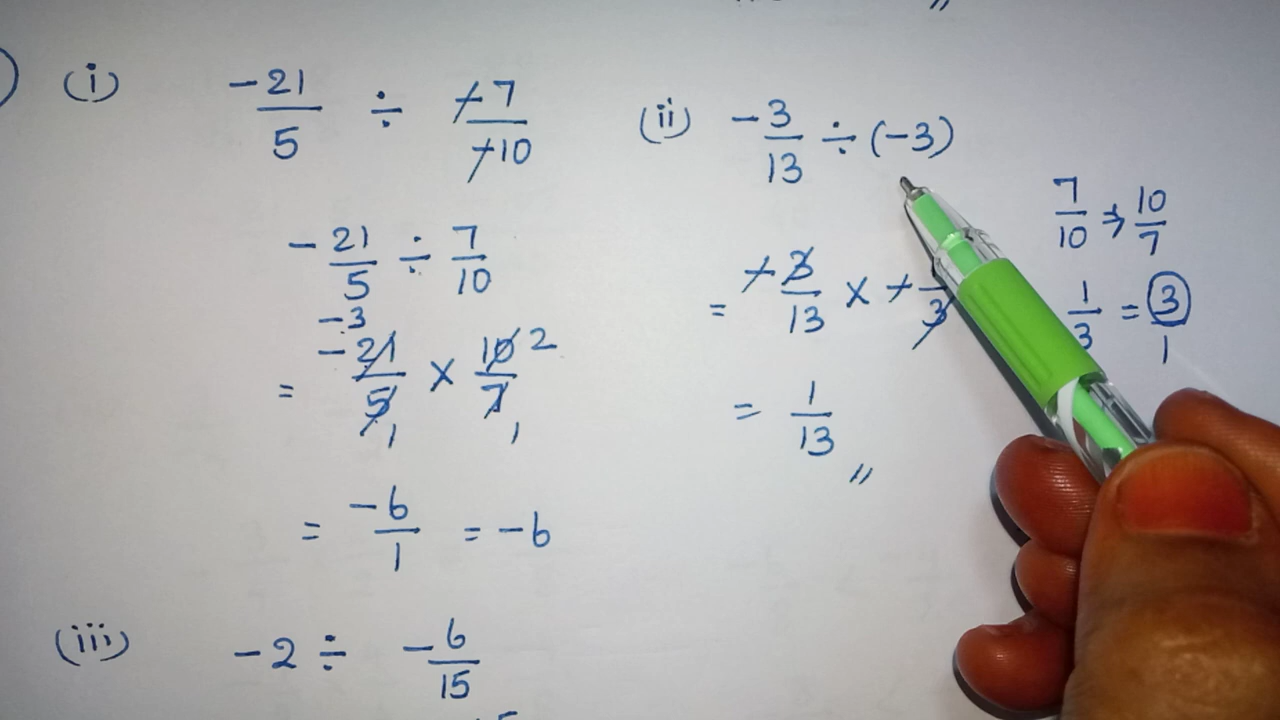 (i) -21/5 ÷ -7/-10
-21/5 ÷ 7/10
-3
= -21/5 × 10/7 2
1 1
= -6/1 = -6
(ii) -3/13 ÷ (-3)
= -3/13 × - /3
= 1/13 〃
7/10 ⇒ 10/7
1/3 = 3/1
(iii) -2 ÷ -6/15